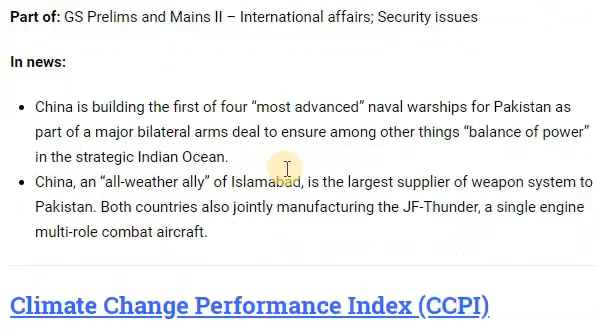 Part of: GS Prelims and Mains II – International affairs; Security issues
In news:
• China is building the first of four “most advanced” naval warships for Pakistan as
part of a major bilateral arms deal to ensure among other things “balance of power”
in the strategic Indian Ocean.
• China, an “all-weather ally” of Islamabad, is the largest supplier of weapon system to
Pakistan. Both countries also jointly manufacturing the JF-Thunder, a single engine
multi-role combat aircraft.
Climate Change Performance Index (CCPI)